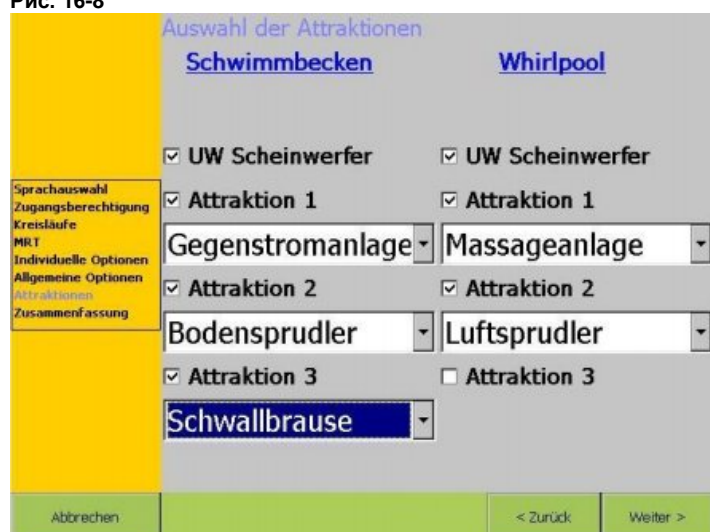 Рис. 16-8
Auswahl der Attraktionen
Schwimmbecken
Whirlpool
UW Scheinwerfer
UW Scheinwerfer
Sprachauswahl
Zugangsberechtigung
Kreisläufe
MRT
Individuelle Optionen
Allgemeine Optionen
Attraktionen
Zusammenfassung
Attraktion 1
Attraktion 1
Gegenstromanlage
Massageanlage
Attraktion 2
Attraktion 2
Bodensprudler
Luftsprudler
Attraktion 3
Attraktion 3
Schwallbrause
Abbrechen
< Zurück
Weiter >